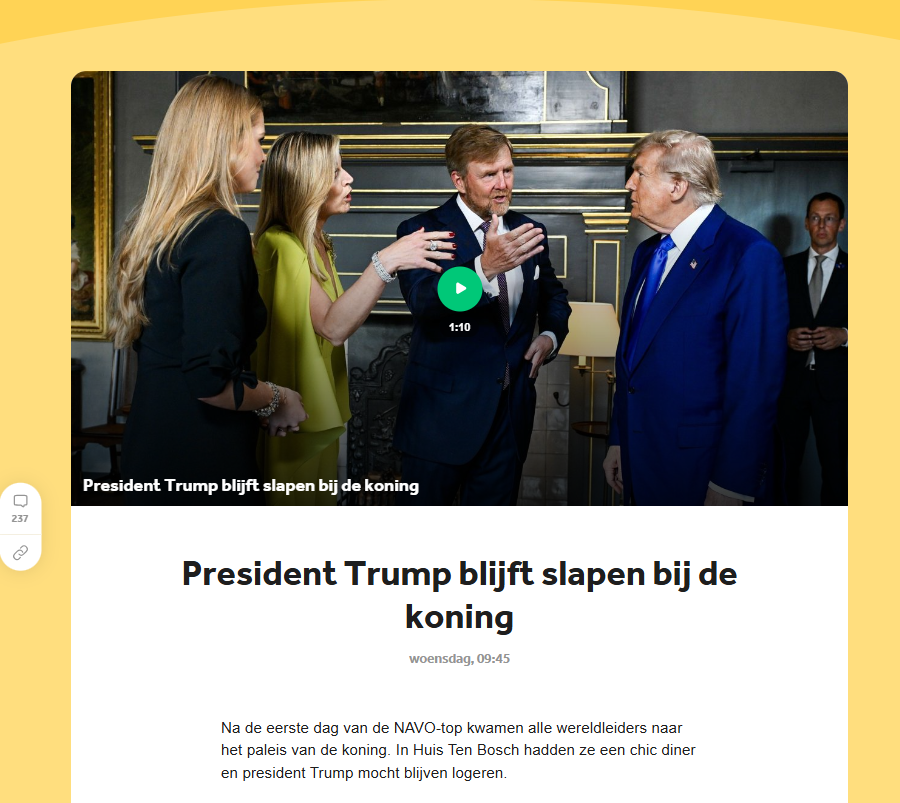 1:10
President Trump blijft slapen bij de koning
237
President Trump blijft slapen bij de
koning
woensdag, 09:45
Na de eerste dag van de NAVO-top kwamen alle wereldleiders naar
het paleis van de koning. In Huis Ten Bosch hadden ze een chic diner
en president Trump mocht blijven logeren.